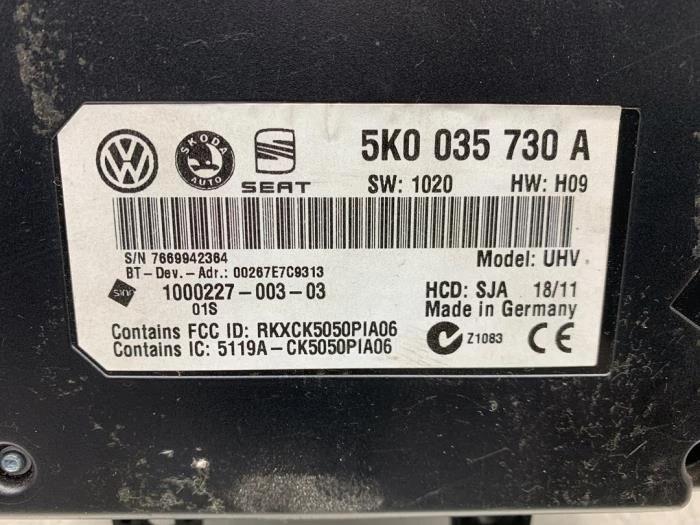 5K0 035 730 A
SKODA
AUTO
SEAT
SW: 1020 HW: H09
S/N 7669942364
BT-Dev.-Adr.: 00267E7C9313
Model: UHV
1000227-003-03
01S
HCD: SJA 18/11
Made in Germany
Contains FCC ID: RKXCK5050PIA06
Contains IC: 5119A-CK5050PIA06
Z1083
CE